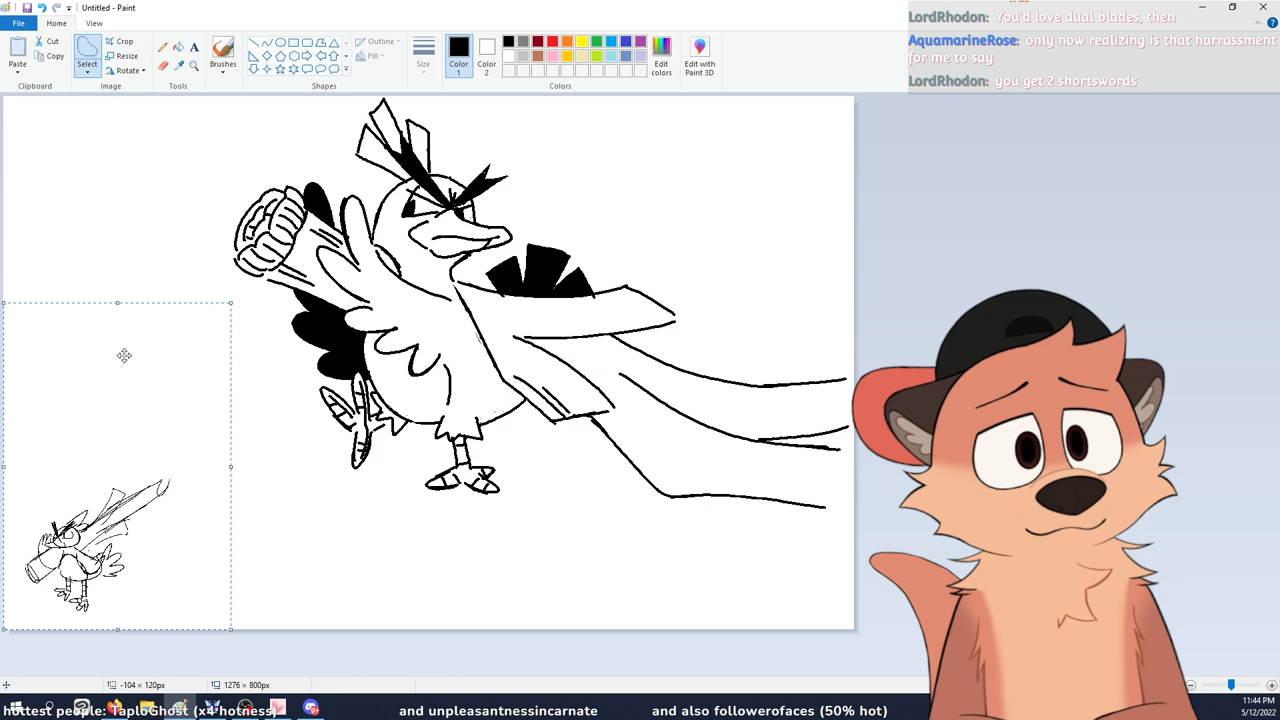 Untitled - Paint
File
Home
View
Paste
Cut
Copy
Clipboard
Select
Crop
Resize
Rotate
Image
A
Tools
Brushes
Outline
Fill
Shapes
Size
Color 1
Color 2
Edit colors
Edit with Paint 3D
Colors
LordRhodon: You'd love dual blades, then
AquamarineRose: only now realizing is that harassment for me to say
LordRhodon: you get 2 shortswords
-104 × 120px
1276 × 800px
11:44 PM
5/12/2022
hottest people: TaploGhost (x4 hotness)
and unpleasantnessincarnate
and also followerofaces (50% hot)